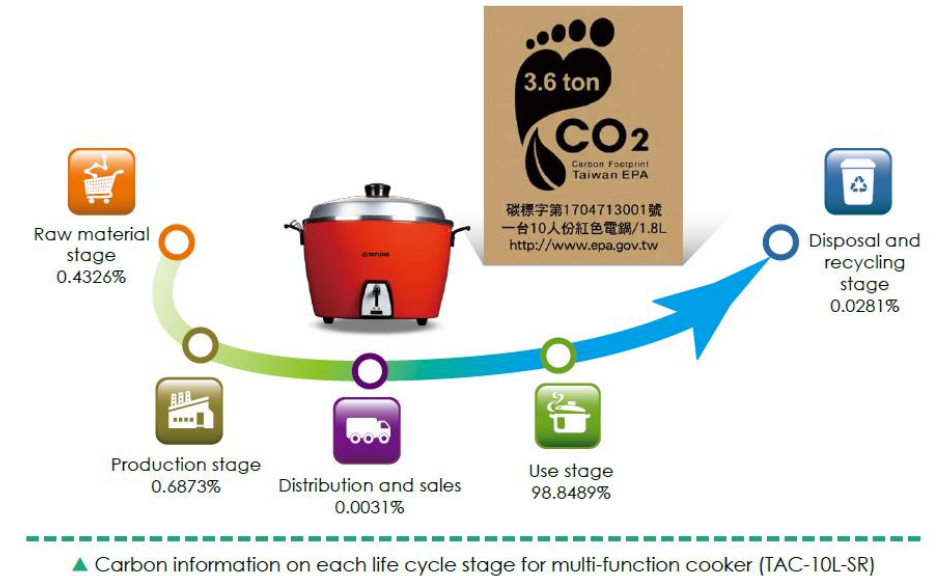 3.6 ton
CO2
Carbon Footprint
Taiwan EPA
碳標字第1704713001號
一台10人份紅色電鍋/1.8L
http://www.epa.gov.tw
Raw material
stage
0.4326%
TATUNG
Disposal and
recycling
stage
0.0281%
Production stage
0.6873%
Distribution and sales
0.0031%
Use stage
98.8489%
▲ Carbon information on each life cycle stage for multi-function cooker (TAC-10L-SR)